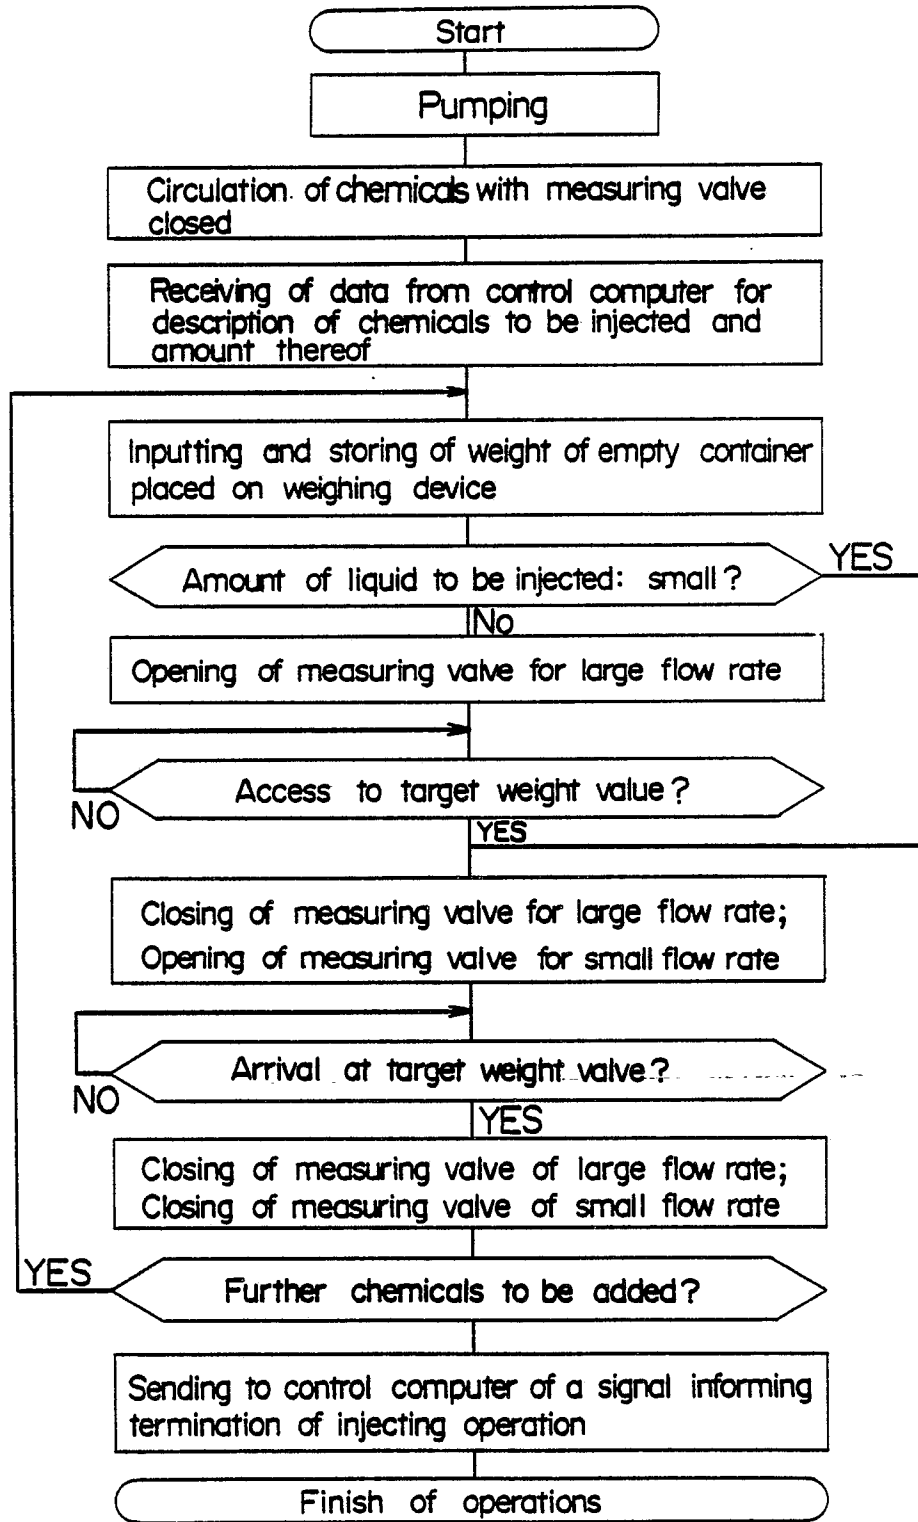 Start
Pumping
Circulation of chemicals with measuring valve
closed
Receiving of data from control computer for
description of chemicals to be injected and
amount thereof
Inputting and storing of weight of empty container
placed on weighing device
Amount of liquid to be injected: small?
YES
No
Opening of measuring valve for large flow rate
Access to target weight value?
NO
YES
Closing of measuring valve for large flow rate;
Opening of measuring valve for small flow rate
Arrival at target weight valve?
NO
YES
Closing of measuring valve of large flow rate;
Closing of measuring valve of small flow rate
YES
Further chemicals to be added?
Sending to control computer of a signal informing
termination of injecting operation
Finish of operations